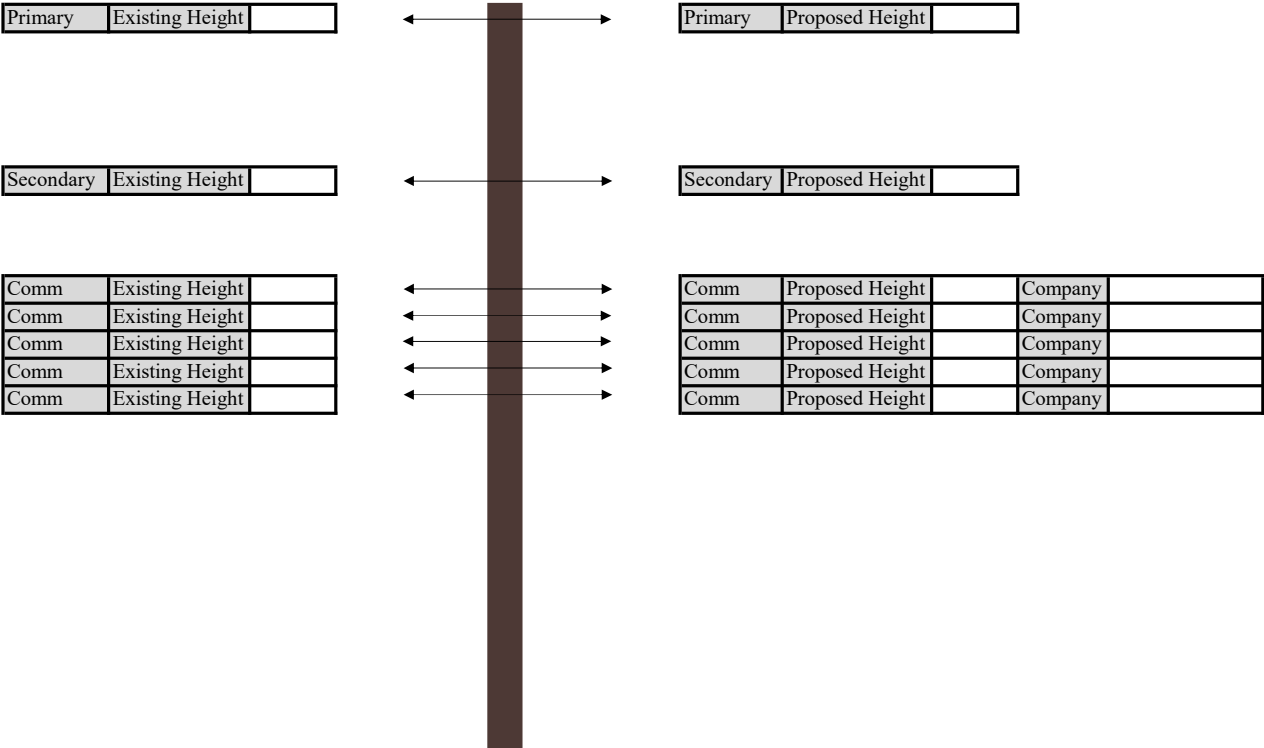 Primary Existing Height Primary Proposed Height
Secondary Existing Height Secondary Proposed Height
Comm Existing Height Comm Proposed Height Company
Comm Existing Height Comm Proposed Height Company
Comm Existing Height Comm Proposed Height Company
Comm Existing Height Comm Proposed Height Company
Comm Existing Height Comm Proposed Height Company